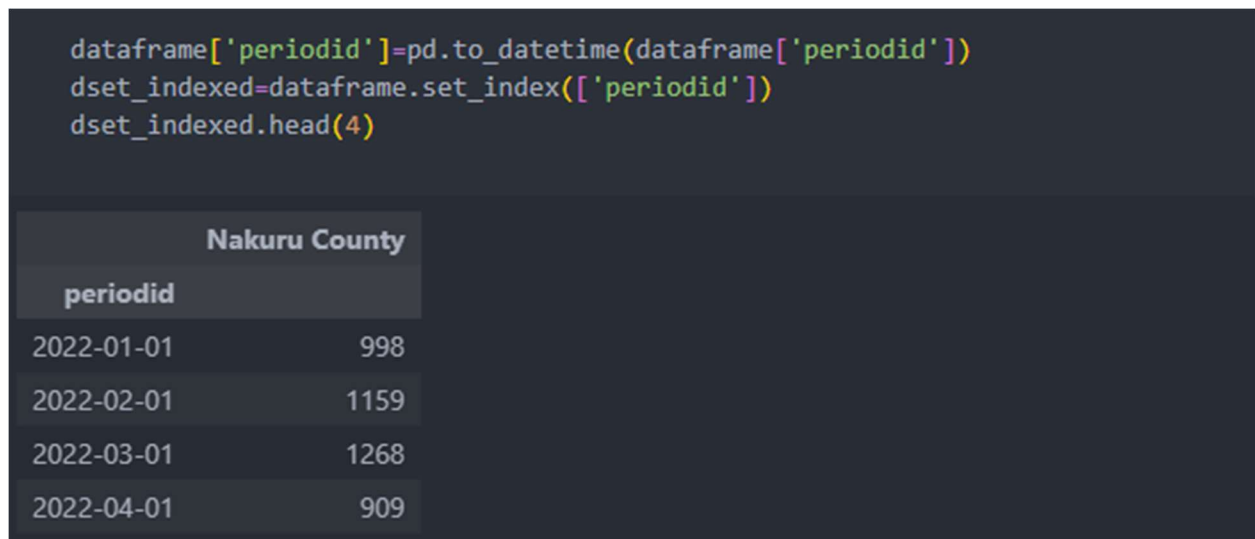 dataframe['periodid']=pd.to_datetime(dataframe['periodid'])
dset_indexed=dataframe.set_index(['periodid'])
dset_indexed.head(4)
Nakuru County
periodid
2022-01-01 998
2022-02-01 1159
2022-03-01 1268
2022-04-01 909